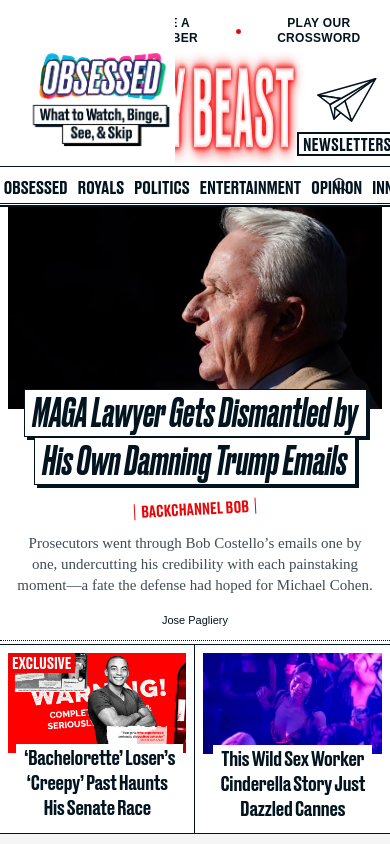 E A
BER
PLAY OUR
CROSSWORD
OBSESSED
What to Watch, Binge,
See, & Skip
Y BEAST
NEWSLETTERS
OBSESSED ROYALS POLITICS ENTERTAINMENT OPINION INN
MAGA Lawyer Gets Dismantled by
His Own Damning Trump Emails
BACKCHANNEL BOB
Prosecutors went through Bob Costello’s emails one by
one, undercutting his credibility with each painstaking
moment—a fate the defense had hoped for Michael Cohen.
Jose Pagliery
EXCLUSIVE
WARNING!
COMPLET
SERIOUSL
‘Bachelorette’ Loser’s
‘Creepy’ Past Haunts
His Senate Race
This Wild Sex Worker
Cinderella Story Just
Dazzled Cannes